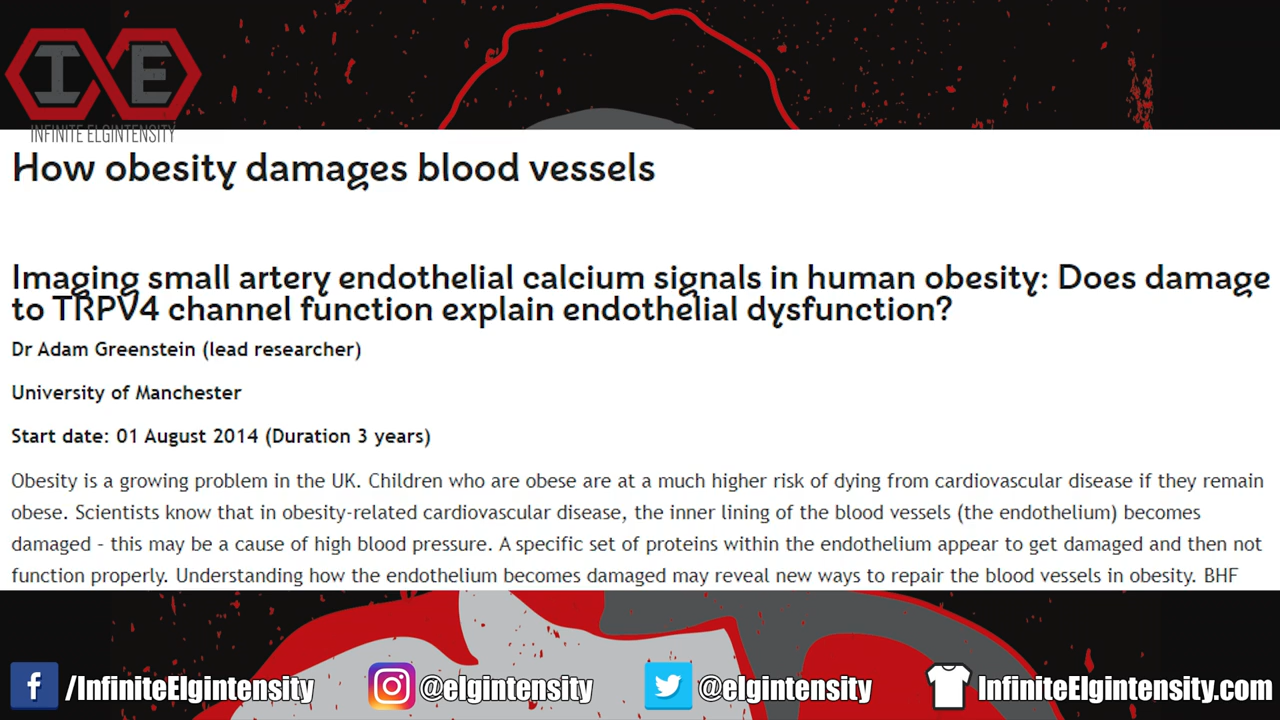 IE
INFINITE ELGINTENSITY
How obesity damages blood vessels
Imaging small artery endothelial calcium signals in human obesity: Does damage
to TRPV4 channel function explain endothelial dysfunction?
Dr Adam Greenstein (lead researcher)
University of Manchester
Start date: 01 August 2014 (Duration 3 years)
Obesity is a growing problem in the UK. Children who are obese are at a much higher risk of dying from cardiovascular disease if they remain
obese. Scientists know that in obesity-related cardiovascular disease, the inner lining of the blood vessels (the endothelium) becomes
damaged - this may be a cause of high blood pressure. A specific set of proteins within the endothelium appear to get damaged and then not
function properly. Understanding how the endothelium becomes damaged may reveal new ways to repair the blood vessels in obesity. BHF
f /InfiniteElgintensity @elgintensity @elgintensity InfiniteElgintensity.com